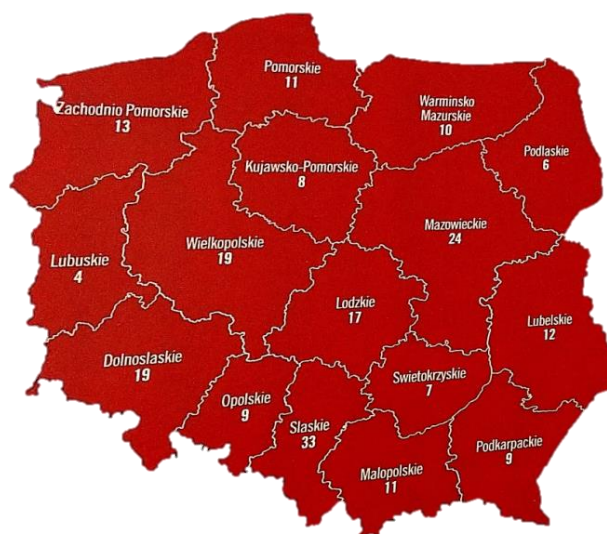 Pomorskie
11
Zachodnio Pomorskie
13
Warminsko
Mazurskie
10
Podlaskie
6
Kujawsko-Pomorskie
8
Mazowieckie
24
Wielkopolskie
19
Lubuskie
4
Lodzkie
17
Lubelskie
12
Dolnoslaskie
19
Swietokrzyskie
7
Opolskie
9
Slaskie
33
Podkarpackie
9
Malopolskie
11